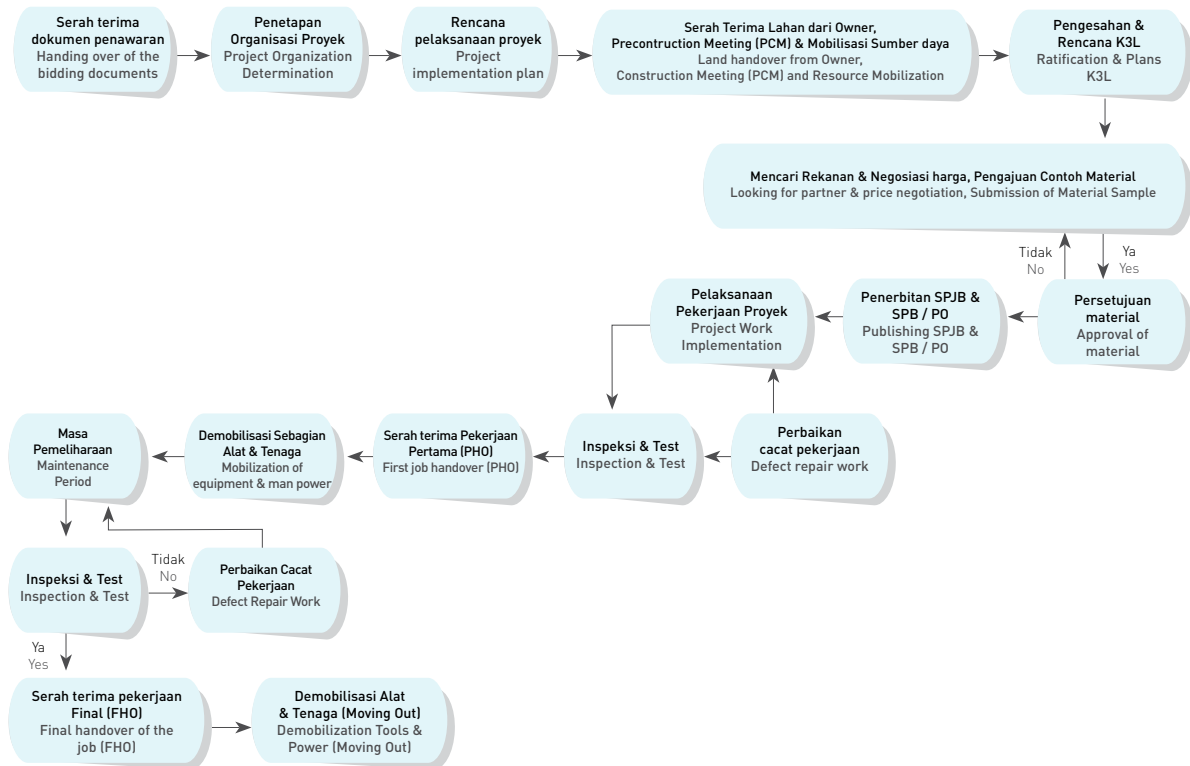 Serah terima
dokumen penawaran
Handing over of the
bidding documents
Penetapan
Organisasi Proyek
Project Organization
Determination
Rencana
pelaksanaan proyek
Project
implementation plan
Serah Terima Lahan dari Owner,
Precontruction Meeting (PCM) & Mobilisasi Sumber daya
Land handover from Owner,
Construction Meeting (PCM) and Resource Mobilization
Pengesahan &
Rencana K3L
Ratification & Plans
K3L
Mencari Rekanan & Negosiasi harga, Pengajuan Contoh Material
Looking for partner & price negotiation, Submission of Material Sample
Tidak
No
Ya
Yes
Persetujuan
material
Approval of
material
Penerbitan SPJB &
SPB / PO
Publishing SPJB &
SPB / PO
Pelaksanaan
Pekerjaan Proyek
Project Work
Implementation
Perbaikan
cacat pekerjaan
Defect repair work
Inspeksi & Test
Inspection & Test
Serah terima Pekerjaan
Pertama (PHO)
First job handover (PHO)
Demobilisasi Sebagian
Alat & Tenaga
Mobilization of
equipment & man power
Masa
Pemeliharaan
Maintenance
Period
Inspeksi & Test
Inspection & Test
Tidak
No
Perbaikan Cacat
Pekerjaan
Defect Repair Work
Ya
Yes
Serah terima pekerjaan
Final (FHO)
Final handover of the
job (FHO)
Demobilisasi Alat
& Tenaga (Moving Out)
Demobilization Tools &
Power (Moving Out)